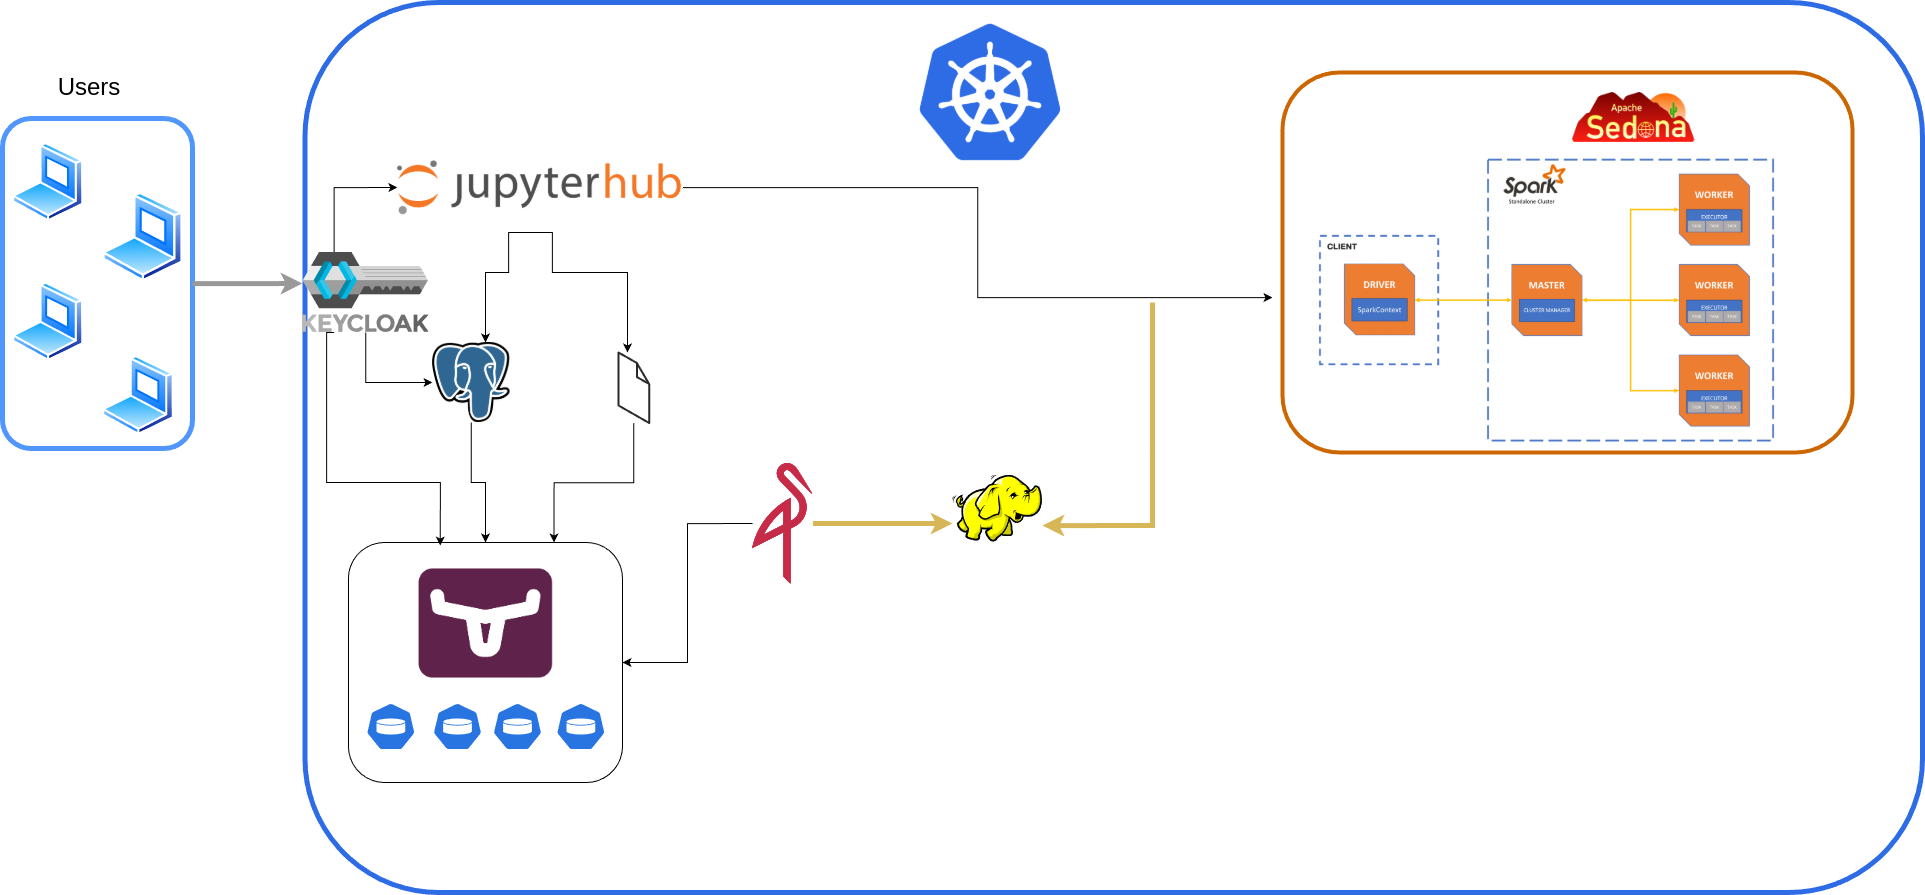 Users
jupyterhub
KEYCLOAK
Apache
Sedona
Spark
Standalone Cluster
CLIENT
DRIVER
SparkContext
MASTER
CLUSTER MANAGER
WORKER
EXECUTOR
TASK TASK TASK
WORKER
EXECUTOR
TASK TASK TASK
WORKER
EXECUTOR
TASK TASK TASK